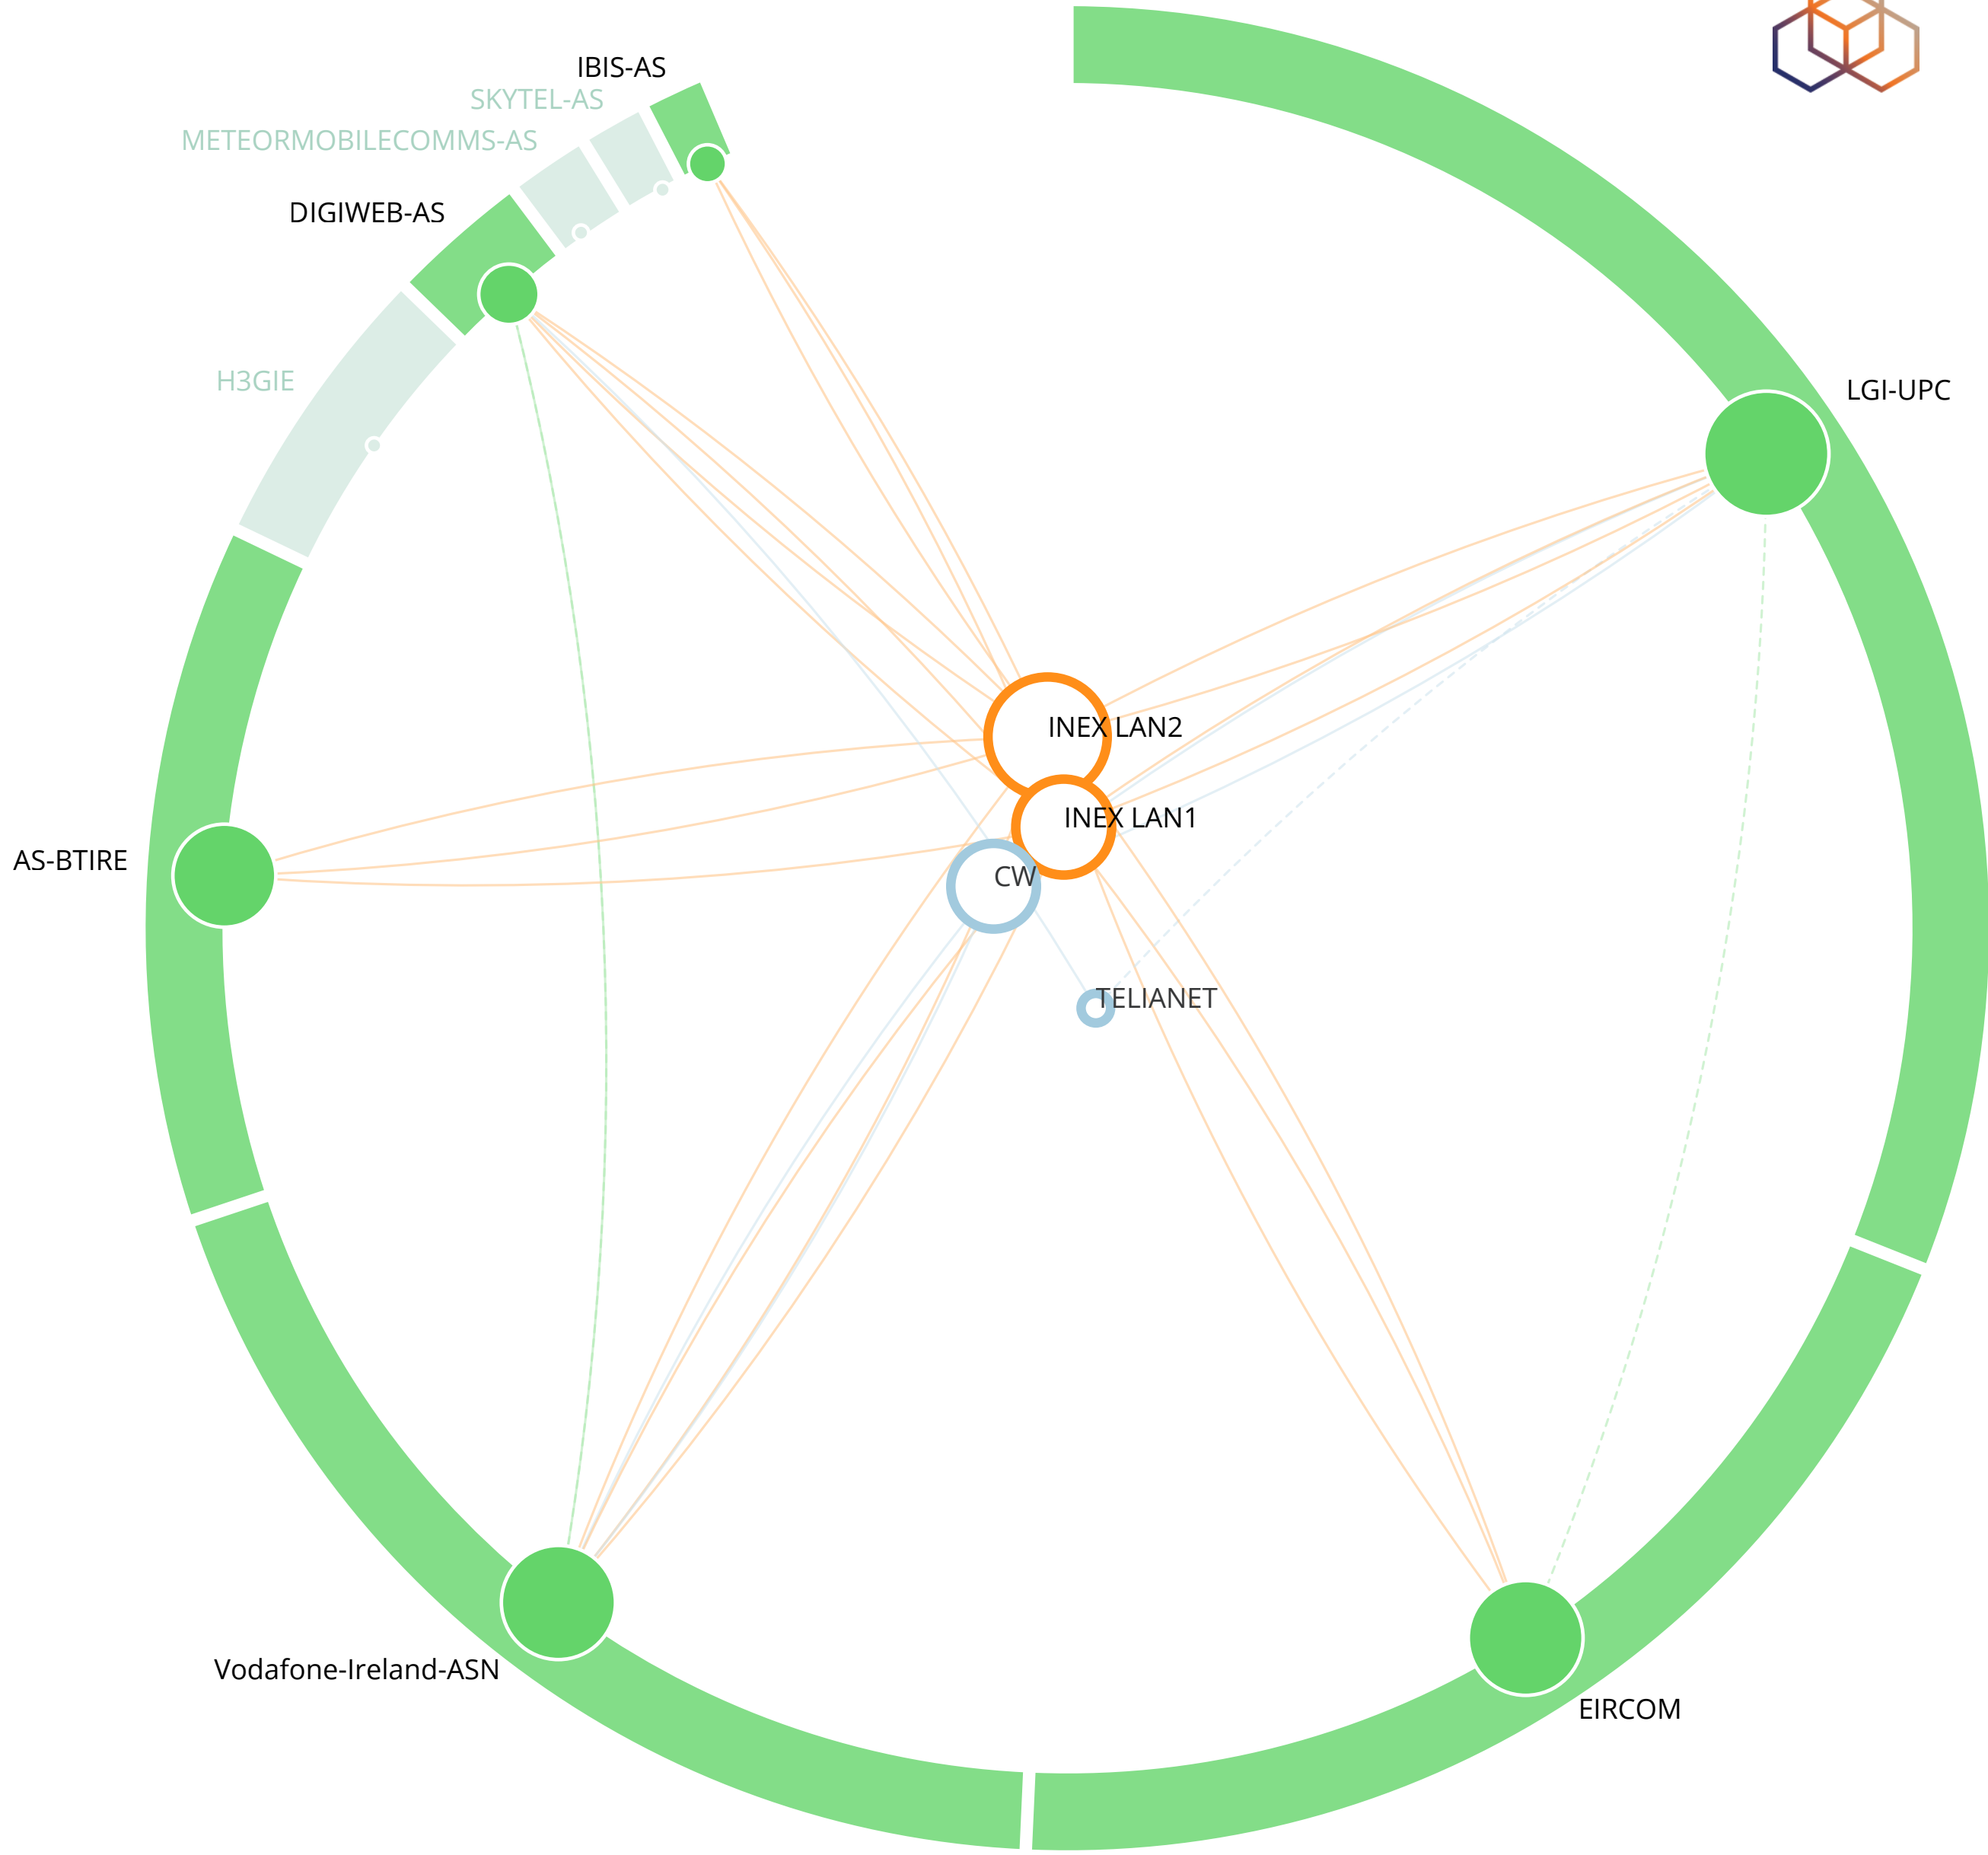 IBIS-AS
SKYTEL-AS
METEORMOBILECOMMS-AS
DIGIWEB-AS
H3GIE
LGI-UPC
INEX LAN2
INEX LAN1
AS-BTIRE
CW
TELIANET
Vodafone-Ireland-ASN
EIRCOM